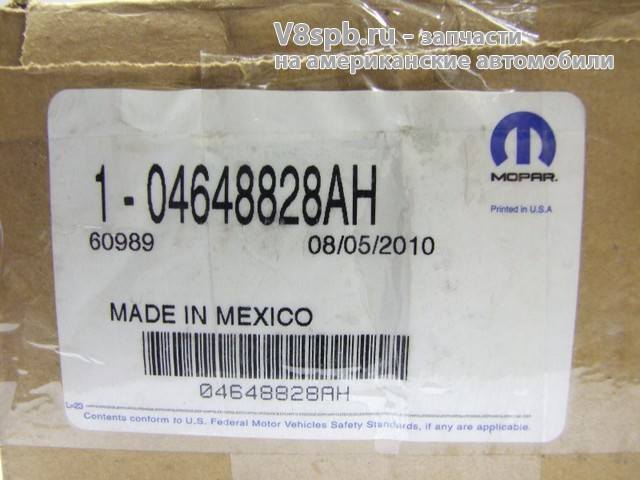 V8spb.ru - запчасти
на американские автомобили
MOPAR.
Printed in U.S.A
1 - 04648828AH
60989 08/05/2010
MADE IN MEXICO
04648828AH
L-03
Contents conform to U.S. Federal Motor Vehicles Safety Standards, if any are applicable.